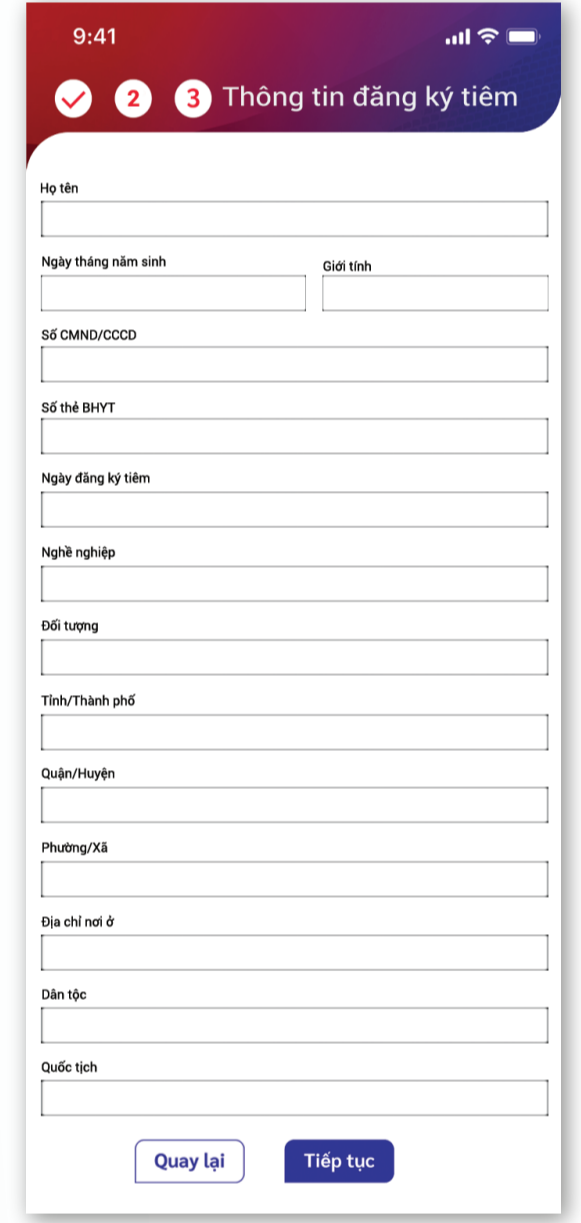 9:41
2 3 Thông tin đăng ký tiêm
Họ tên
Ngày tháng năm sinh Giới tính
Số CMND/CCCD
Số thẻ BHYT
Ngày đăng ký tiêm
Nghề nghiệp
Đối tượng
Tỉnh/Thành phố
Quận/Huyện
Phường/Xã
Địa chỉ nơi ở
Dân tộc
Quốc tịch
Quay lại Tiếp tục